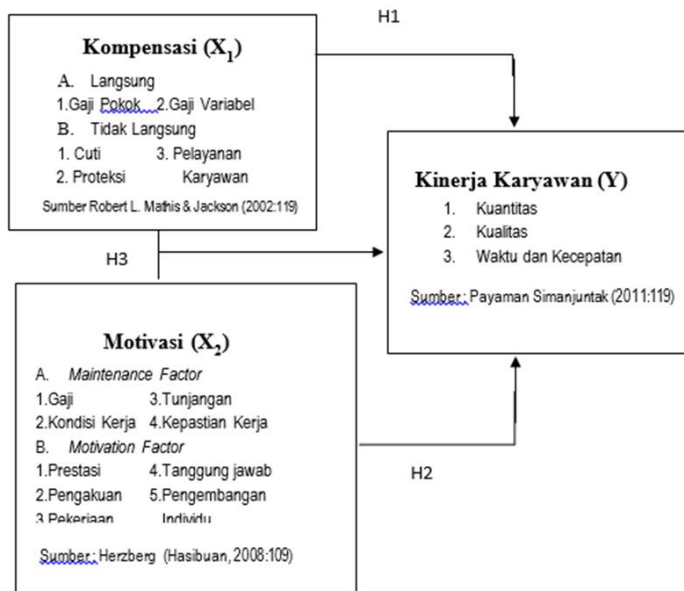 H1
Kompensasi (X1)
A. Langsung
1.Gaji Pokok 2.Gaji Variabel
B. Tidak Langsung
1. Cuti 3. Pelayanan
2. Proteksi Karyawan
Sumber Robert L. Mathis & Jackson (2002:119)
Kinerja Karyawan (Y)
1. Kuantitas
2. Kualitas
3. Waktu dan Kecepatan
Sumber: Payaman Simanjuntak (2011:119)
H3
Motivasi (X2)
A. Maintenance Factor
1.Gaji 3.Tunjangan
2.Kondisi Kerja 4.Kepastian Kerja
B. Motivation Factor
1.Prestasi 4.Tanggung jawab
2.Pengakuan 5.Pengembangan
3.Pekerjaan Individu
Sumber: Herzberg (Hasibuan, 2008:109)
H2